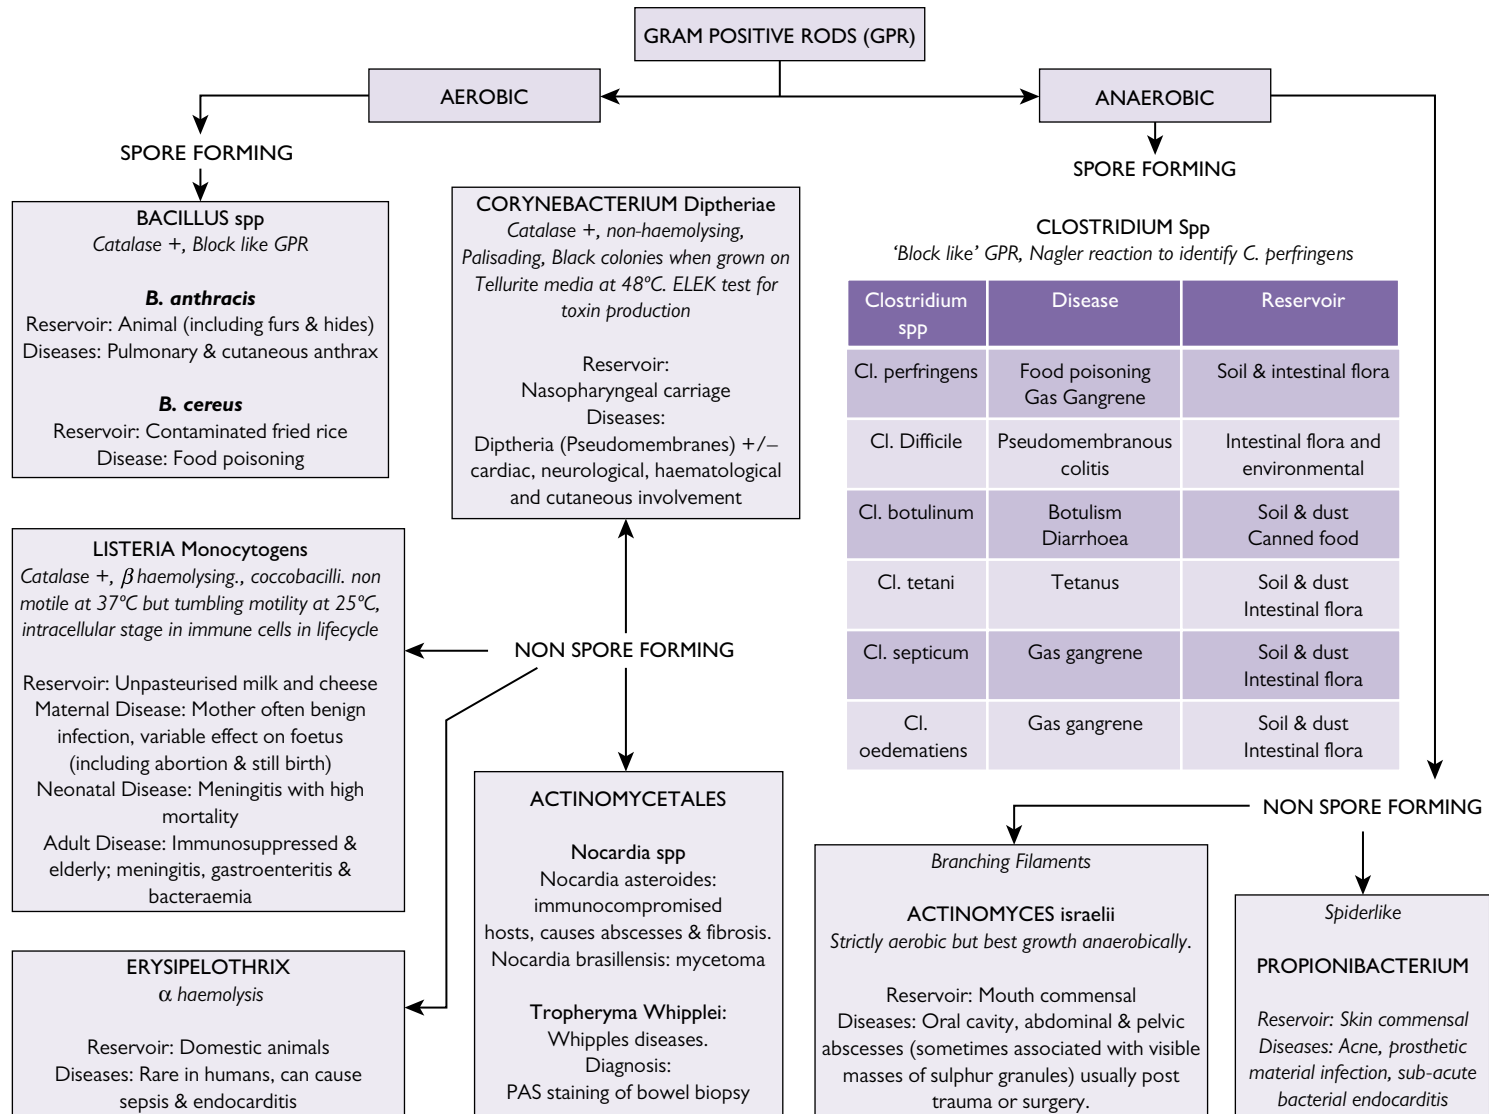 GRAM POSITIVE RODS (GPR)
AEROBIC
ANAEROBIC
SPORE FORMING
SPORE FORMING
BACILLUS spp
Catalase +, Block like GPR
B. anthracis
Reservoir: Animal (including furs & hides)
Diseases: Pulmonary & cutaneous anthrax
B. cereus
Reservoir: Contaminated fried rice
Disease: Food poisoning
CORYNEBACTERIUM Diptheriae
Catalase +, non-haemolysing,
Palisading, Black colonies when grown on
Tellurite media at 48ºC. ELEK test for
toxin production
Reservoir:
Nasopharyngeal carriage
Diseases:
Diptheria (Pseudomembranes) +/–
cardiac, neurological, haematological
and cutaneous involvement
CLOSTRIDIUM Spp
‘Block like’ GPR, Nagler reaction to identify C. perfringens
Clostridium spp
Disease
Reservoir
Cl. perfringens
Food poisoning
Gas Gangrene
Soil & intestinal flora
Cl. Difficile
Pseudomembranous
colitis
Intestinal flora and
environmental
Cl. botulinum
Botulism
Diarrhoea
Soil & dust
Canned food
Cl. tetani
Tetanus
Soil & dust
Intestinal flora
Cl. septicum
Gas gangrene
Soil & dust
Intestinal flora
Cl.
oedematiens
Gas gangrene
Soil & dust
Intestinal flora
LISTERIA Monocytogens
Catalase +, β haemolysing., coccobacilli. non
motile at 37ºC but tumbling motility at 25ºC,
intracellular stage in immune cells in lifecycle
Reservoir: Unpasteurised milk and cheese
Maternal Disease: Mother often benign
infection, variable effect on foetus
(including abortion & still birth)
Neonatal Disease: Meningitis with high
mortality
Adult Disease: Immunosuppressed &
elderly; meningitis, gastroenteritis &
bacteraemia
NON SPORE FORMING
ERYSIPELOTHRIX
α haemolysis
Reservoir: Domestic animals
Diseases: Rare in humans, can cause
sepsis & endocarditis
ACTINOMYCETALES
Nocardia spp
Nocardia asteroides:
immunocompromised
hosts, causes abscesses & fibrosis.
Nocardia brasillensis: mycetoma
Tropheryma Whipplei:
Whipples diseases.
Diagnosis:
PAS staining of bowel biopsy
NON SPORE FORMING
Branching Filaments
ACTINOMYCES israelii
Strictly aerobic but best growth anaerobically.
Reservoir: Mouth commensal
Diseases: Oral cavity, abdominal & pelvic
abscesses (sometimes associated with visible
masses of sulphur granules) usually post
trauma or surgery.
Spiderlike
PROPIONIBACTERIUM
Reservoir: Skin commensal
Diseases: Acne, prosthetic
material infection, sub-acute
bacterial endocarditis